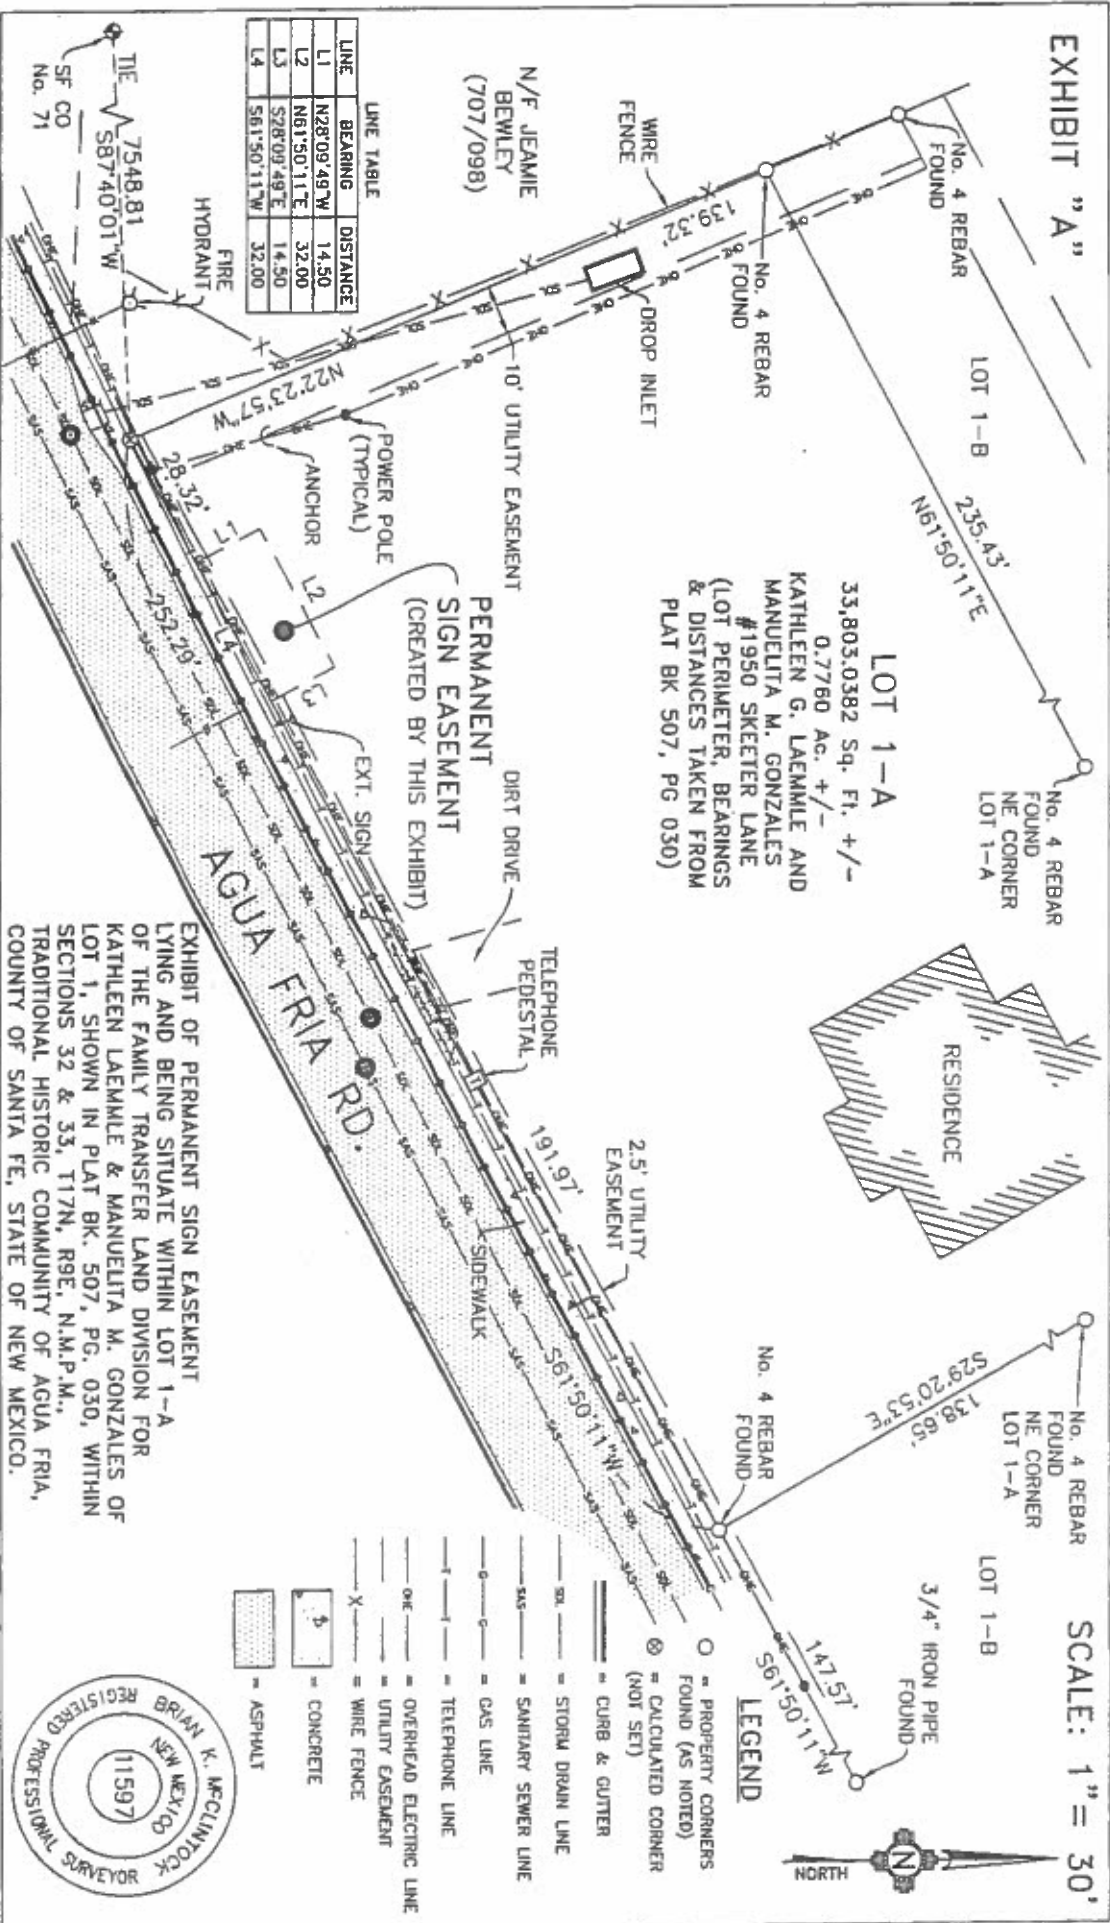 EXHIBIT "A"
SCALE: 1"= 30'
No. 4 REBAR
FOUND
LOT 1-B
235.43'
N61°50'11"E
No. 4 REBAR
FOUND
NE CORNER
LOT 1-A
No. 4 REBAR
FOUND
NE CORNER
LOT 1-A
S29°20'53"E
138.65'
LOT 1-B
3/4" IRON PIPE
FOUND
147.57'
S61°50'11"W
NORTH
N
WIRE
FENCE
139.32'
No. 4 REBAR
FOUND
DROP INLET
N/F JEAMIE
BEWLEY
(707/098)
LOT 1-A
33,803.0382 Sq. Ft. +/-
0.7760 Ac. +/-
KATHLEEN G. LAEMMLE AND
MANUELITA M. GONZALES
#1950 SKEETER LANE
(LOT PERIMETER, BEARINGS
& DISTANCES TAKEN FROM
PLAT BK 507, PG 030)
RESIDENCE
No. 4 REBAR
FOUND
10' UTILITY EASEMENT
N22°23'57"W
POWER POLE
(TYPICAL)
ANCHOR
28.32'
L1
L2
L3
L4
PERMANENT
SIGN EASEMENT
(CREATED BY THIS EXHIBIT)
EXT. SIGN
DIRT DRIVE
TELEPHONE
PEDESTAL
T
191.97'
2.5' UTILITY
EASEMENT
SIDEWALK
S61°50'11"W
252.29'
AGUA FRIA RD.
LINE TABLE
LINE BEARING DISTANCE
L1 N28°09'49"W 14.50
L2 N61°50'11"E 32.00
L3 S28°09'49"E 14.50
L4 S61°50'11"W 32.00
FIRE
HYDRANT
TIE 7548.81
S87°40'01"W
SF CO
No. 71
LEGEND
= PROPERTY CORNERS
FOUND (AS NOTED)
= CALCULATED CORNER
(NOT SET)
= CURB & GUTTER
SDL = STORM DRAIN LINE
SAS = SANITARY SEWER LINE
G G = GAS LINE
T T = TELEPHONE LINE
OHE = OVERHEAD ELECTRIC LINE
= UTILITY EASEMENT
X = WIRE FENCE
= CONCRETE
= ASPHALT
EXHIBIT OF PERMANENT SIGN EASEMENT
LYING AND BEING SITUATE WITHIN LOT 1-A
OF THE FAMILY TRANSFER LAND DIVISION FOR
KATHLEEN LAEMMLE & MANUELITA M. GONZALES OF
LOT 1, SHOWN IN PLAT BK. 507, PG. 030, WITHIN
SECTIONS 32 & 33, T17N, R9E, N.M.P.M.,
TRADITIONAL HISTORIC COMMUNITY OF AGUA FRIA,
COUNTY OF SANTA FE, STATE OF NEW MEXICO.
BRIAN K. McCLINTOCK
NEW MEXICO
11597
REGISTERED PROFESSIONAL SURVEYOR